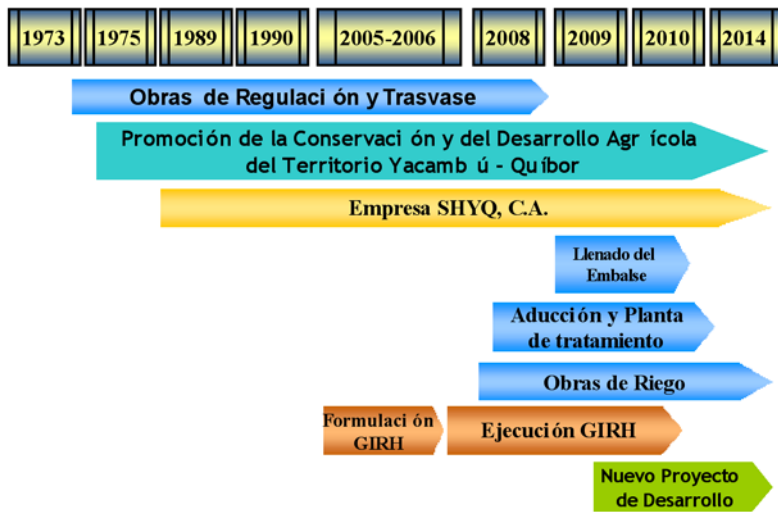 1973 1975 1989 1990 2005-2006 2008 2009 2010 2014
Obras de Regulaci ón y Trasvase
Promoción de la Conservaci ón y del Desarrollo Agr ícola
del Territorio Yacamb ú - Quíbor
Empresa SHYQ, C.A.
Llenado del
Embalse
Aducción y Planta
de tratamiento
Obras de Riego
Formulaci ón
GIRH
Ejecución GIRH
Nuevo Proyecto
de Desarrollo